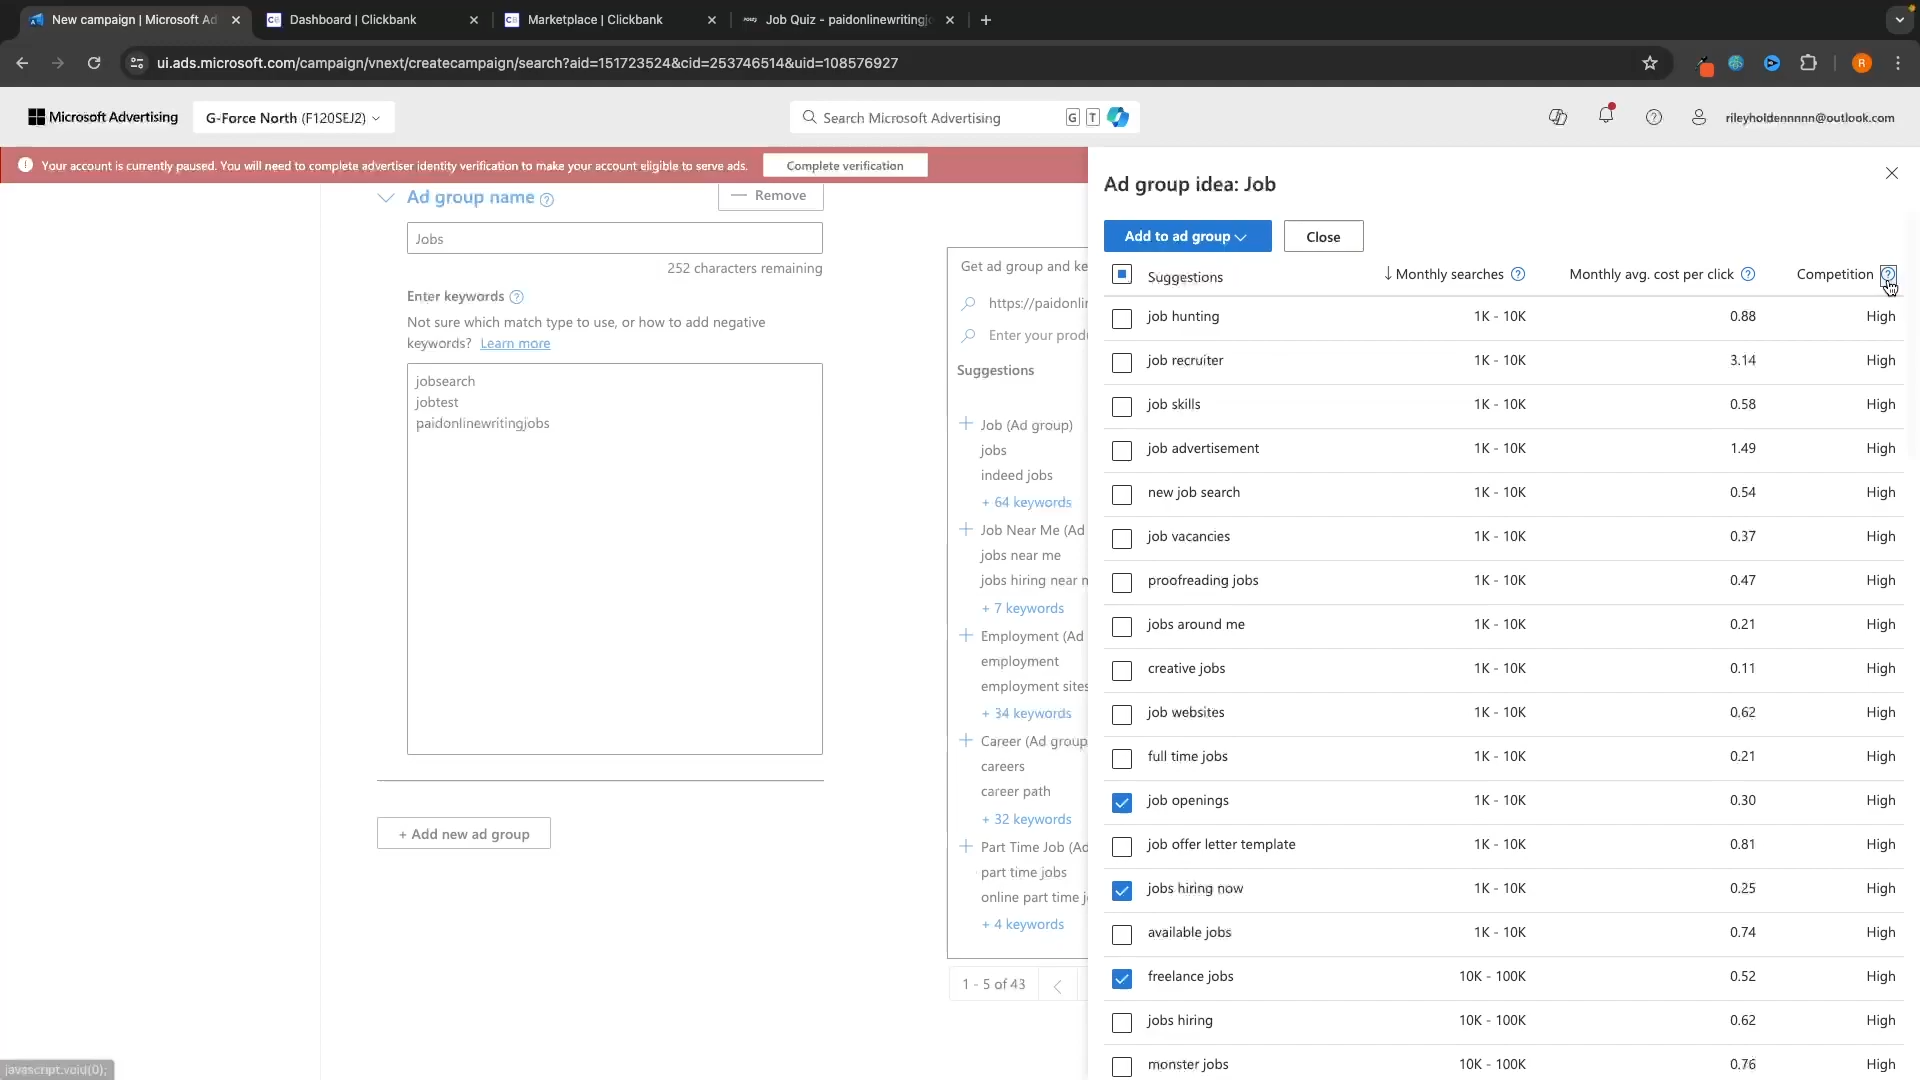 New campaign | Microsoft Ad
Dashboard | Clickbank
Marketplace | Clickbank
Job Quiz - paidonlinewritingjo
ui.ads.microsoft.com/campaign/vnext/createcampaign/search?aid=151723524&cid=253746514&uid=108576927
R
Microsoft Advertising
G-Force North (F120SEJ2)
Search Microsoft Advertising
G T
rileyholdennnnn@outlook.com
Your account is currently paused. You will need to complete advertiser identity verification to make your account eligible to serve ads.
Complete verification
Ad group name
Remove
Jobs
252 characters remaining
Enter keywords
Not sure which match type to use, or how to add negative
keywords? Learn more
jobsearch
jobtest
paidonlinewritingjobs
+ Add new ad group
Get ad group and ke
https://paidonlin
Enter your produ
Suggestions
Job (Ad group)
jobs
indeed jobs
+ 64 keywords
Job Near Me (Ad
jobs near me
jobs hiring near m
+ 7 keywords
Employment (Ad
employment
employment sites
+ 34 keywords
Career (Ad group
careers
career path
+ 32 keywords
Part Time Job (Ad
part time jobs
online part time j
+ 4 keywords
1 - 5 of 43
Ad group idea: Job
Add to ad group
Close
Suggestions Monthly searches Monthly avg. cost per click Competition
job hunting 1K - 10K 0.88 High
job recruiter 1K - 10K 3.14 High
job skills 1K - 10K 0.58 High
job advertisement 1K - 10K 1.49 High
new job search 1K - 10K 0.54 High
job vacancies 1K - 10K 0.37 High
proofreading jobs 1K - 10K 0.47 High
jobs around me 1K - 10K 0.21 High
creative jobs 1K - 10K 0.11 High
job websites 1K - 10K 0.62 High
full time jobs 1K - 10K 0.21 High
job openings 1K - 10K 0.30 High
job offer letter template 1K - 10K 0.81 High
jobs hiring now 1K - 10K 0.25 High
available jobs 1K - 10K 0.74 High
freelance jobs 10K - 100K 0.52 High
jobs hiring 10K - 100K 0.62 High
monster jobs 10K - 100K 0.76 High
javascript:void(0);